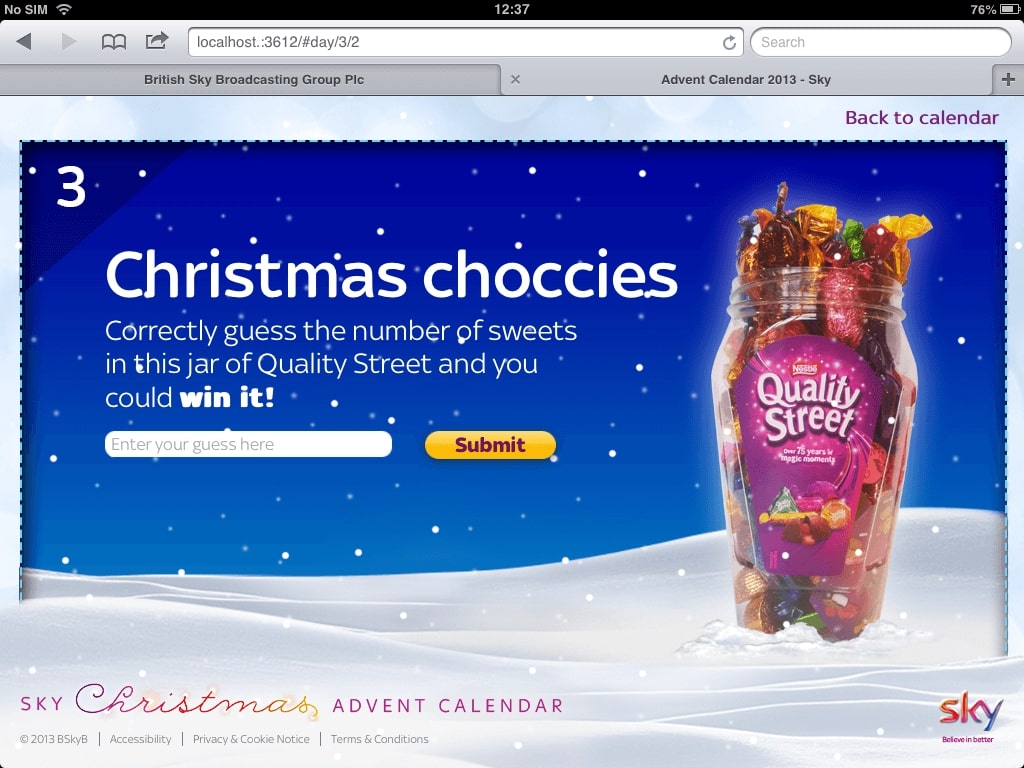 No SIM 12:37 76%
localhost.:3612/#day/3/2 Search
British Sky Broadcasting Group Plc Advent Calendar 2013 - Sky
Back to calendar
3
Christmas choccies
Correctly guess the number of sweets
in this jar of Quality Street and you
could win it!
Enter your guess here Submit
Nestlé
Quality
Street
Over 75 years of
magic moments
SKY Christmas ADVENT CALENDAR
sky
Believe in better
© 2013 BSkyB | Accessibility | Privacy & Cookie Notice | Terms & Conditions